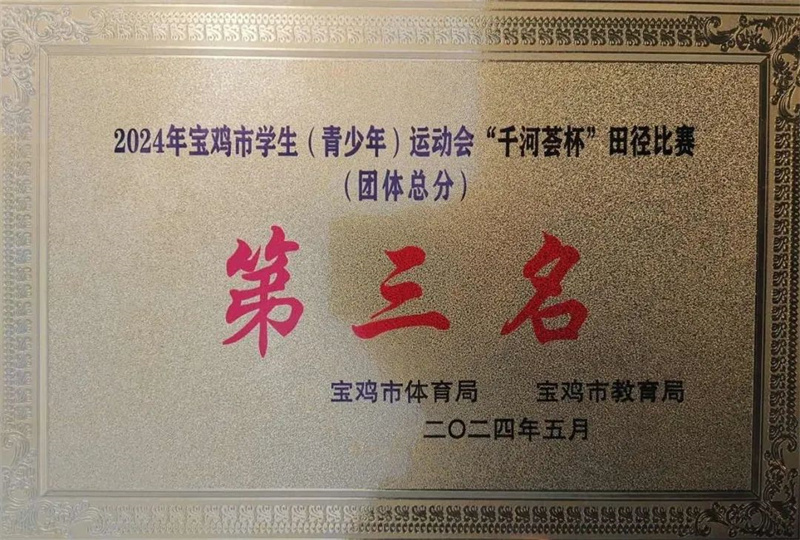 2024年宝鸡市学生（青少年）运动会“千河荟杯”田径比赛
（团体总分）
第三名
宝鸡市体育局 宝鸡市教育局
二〇二四年五月